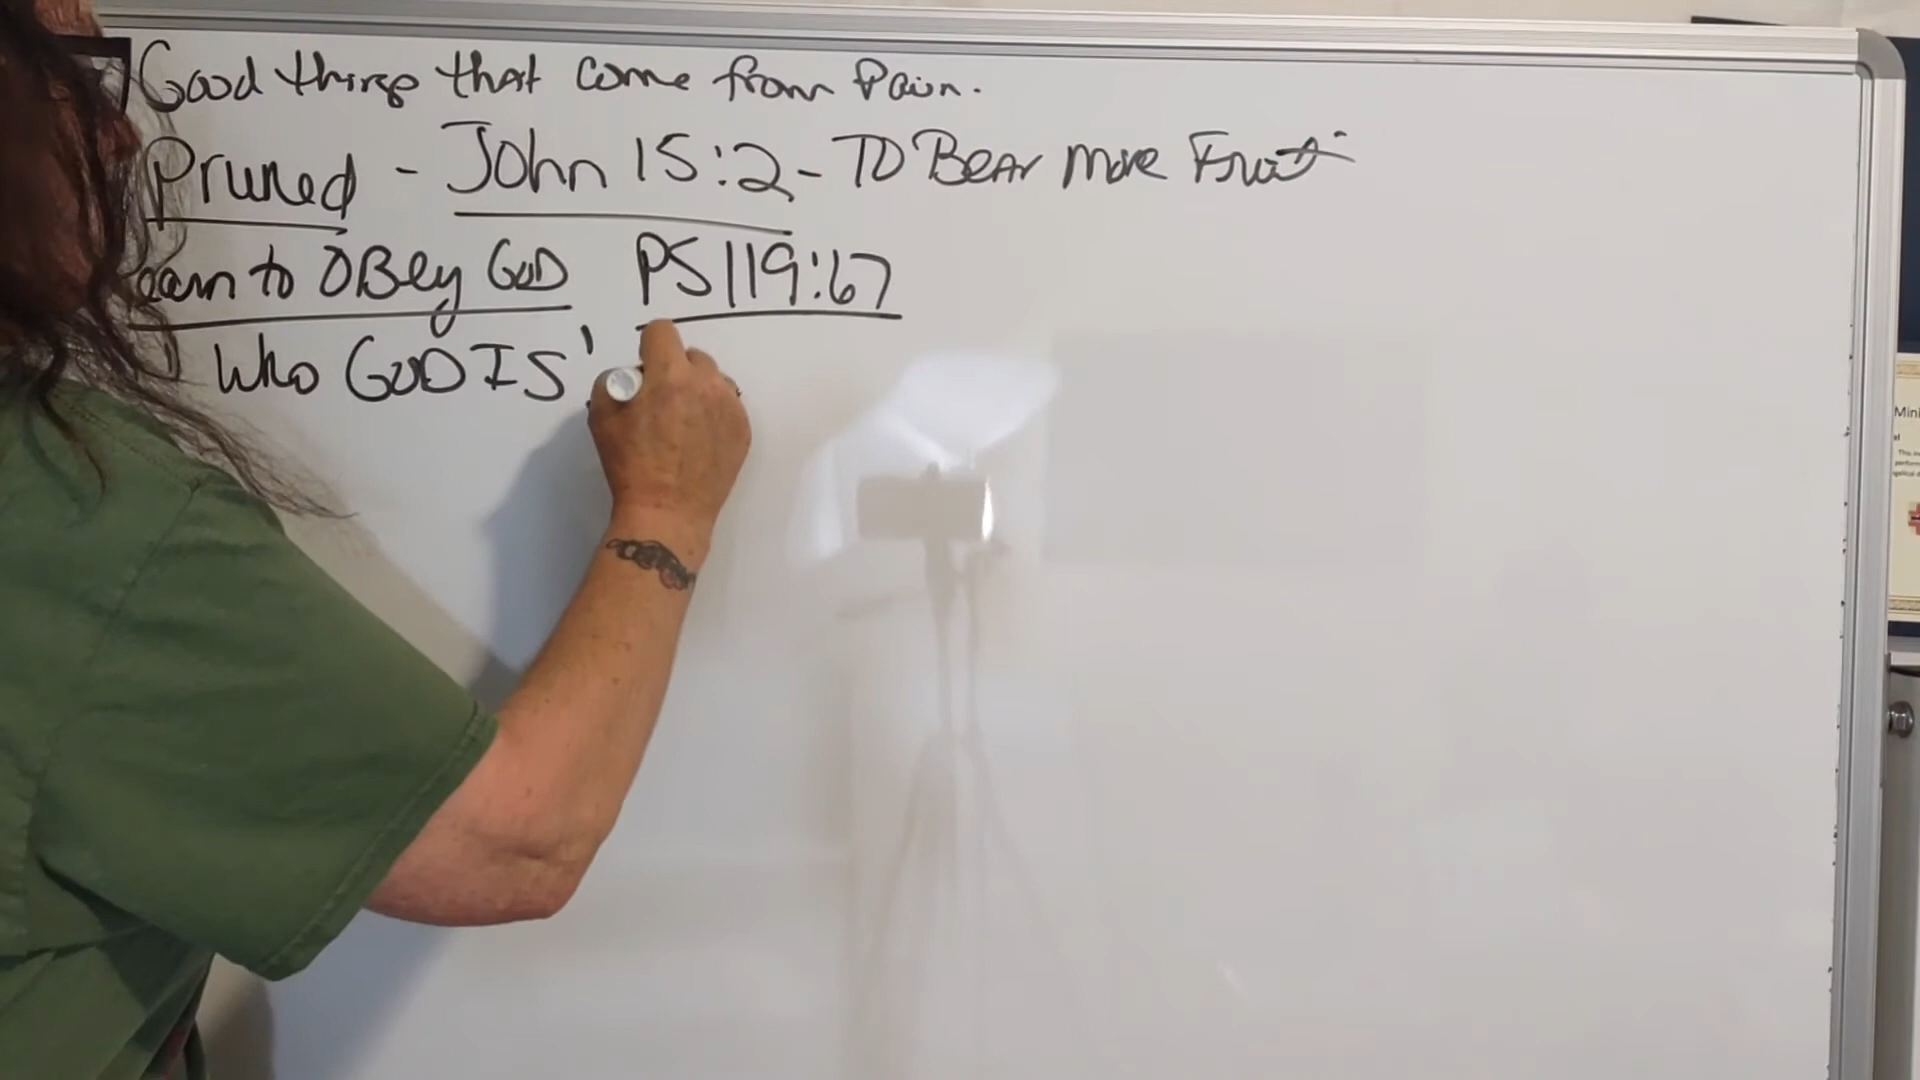 Good things that come from Pain.
Pruned - John 15:2 - TO Bear More Fruit
earn to OBey GOD PS 119:67
Who GOD IS'
Mini